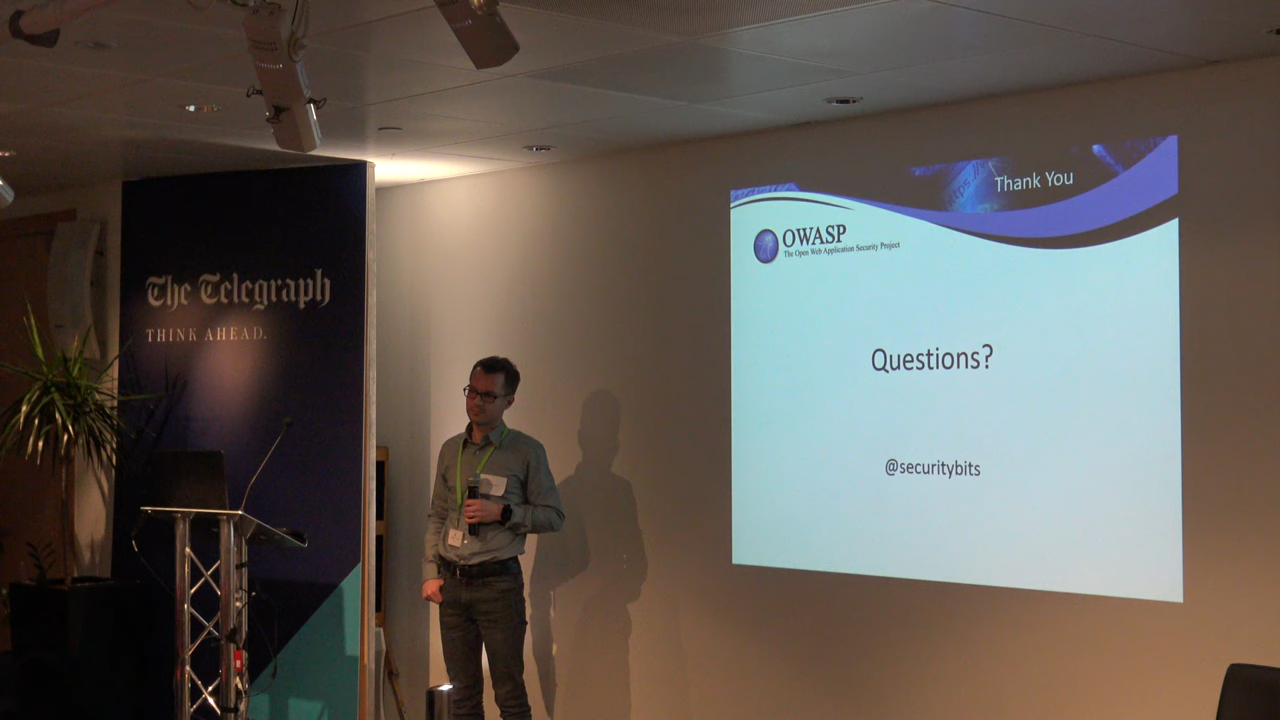 The Telegraph
THINK AHEAD.
Thank You
OWASP
The Open Web Application Security Project
Questions?
@securitybits